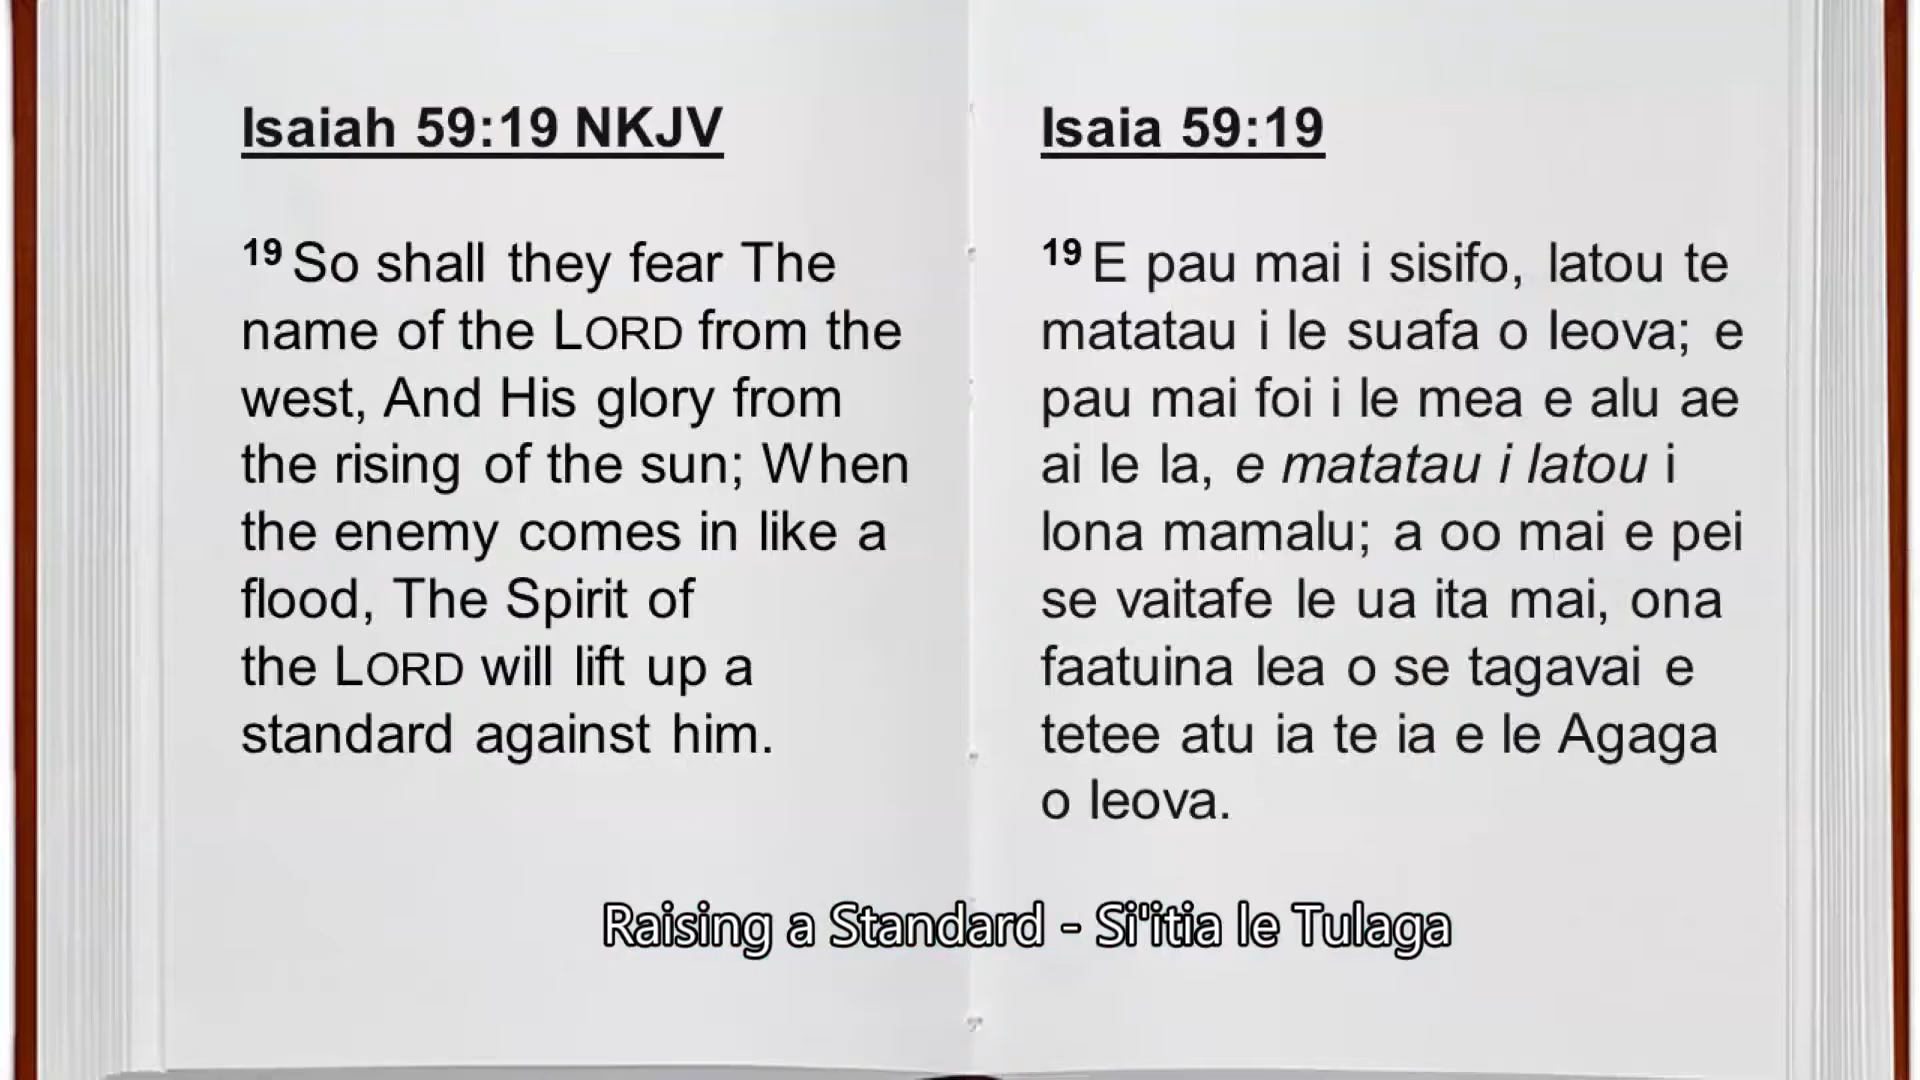 Isaiah 59:19 NKJV
19 So shall they fear The
name of the LORD from the
west, And His glory from
the rising of the sun; When
the enemy comes in like a
flood, The Spirit of
the LORD will lift up a
standard against him.
Isaia 59:19
19 E pau mai i sisifo, latou te
matatau i le suafa o Ieova; e
pau mai foi i le mea e alu ae
ai le la, e matatau i latou i
lona mamalu; a oo mai e pei
se vaitafe le ua ita mai, ona
faatuina lea o se tagavai e
tetee atu ia te ia e le Agaga
o Ieova.
Raising a Standard - Si'itia le Tulaga